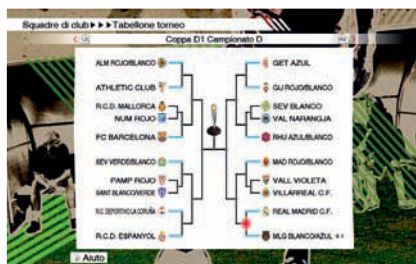 Squadre di club ▶ ▶ ▶ Tabellone torneo
Coppa D1 Campionato D
ALM ROJO/BLANCO
ATHLETIC CLUB
R.C.D. MALLORCA
NUM ROJO
FC BARCELONA
SEV VERDE/BLANCO
PAMP ROJO
SANT BLANCO/VERDE
R.C. DEPORTIVO LA CORUÑA
R.C.D. ESPANYOL
GET AZUL
GIJ ROJO/BLANCO
SEV BLANCO
VAL NARANGJA
RHU AZUL/BLANCO
MAD ROJO/BLANCO
VALL VIOLETA
VILLARREAL C.F.
REAL MADRID C.F.
MLG BLANCO/AZUL
Aiuto